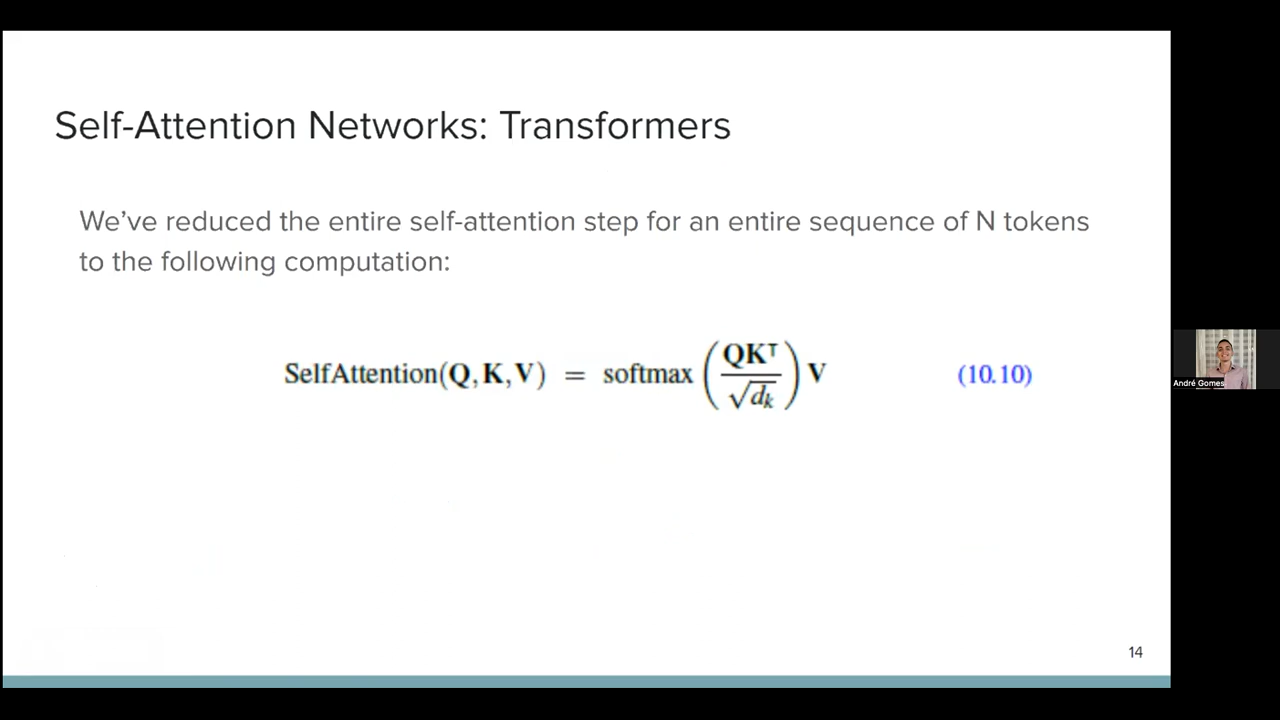 Self-Attention Networks: Transformers
We’ve reduced the entire self-attention step for an entire sequence of N tokens
to the following computation:
SelfAttention(Q, K, V) = softmax (QK⊤ / √dk) V (10.10)
André Gomes
14